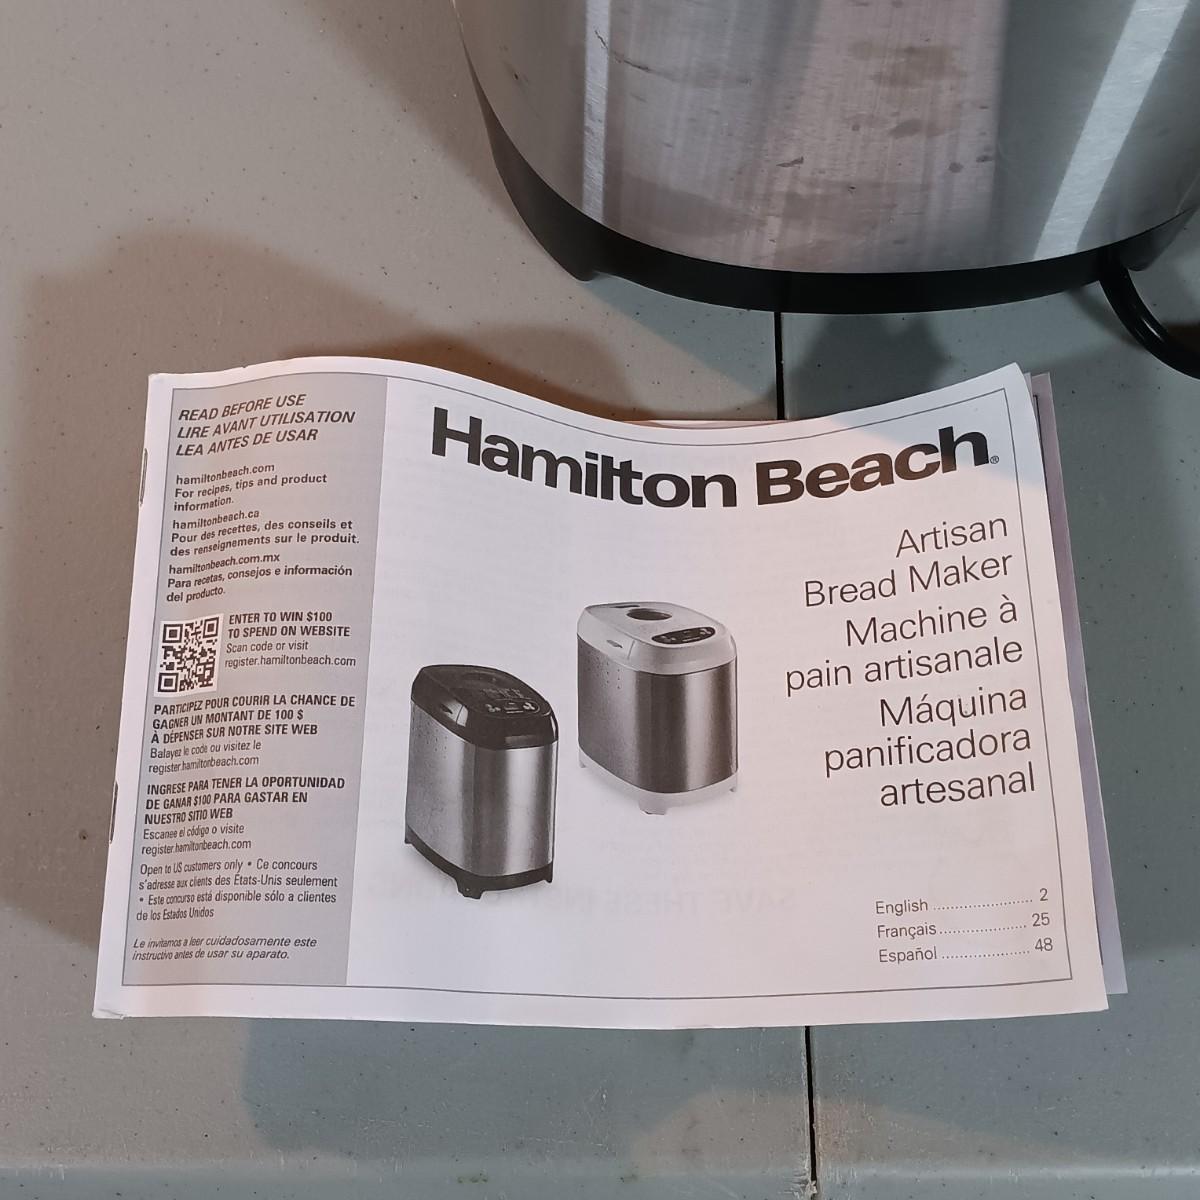 READ BEFORE USE
LIRE AVANT UTILISATION
LEA ANTES DE USAR
hamiltonbeach.com
For recipes, tips and product
information.
hamiltonbeach.ca
Pour des recettes, des conseils et
des renseignements sur le produit.
hamiltonbeach.com.mx
Para recetas, consejos e información
del producto.
ENTER TO WIN $100
TO SPEND ON WEBSITE
Scan code or visit
register.hamiltonbeach.com
PARTICIPEZ POUR COURIR LA CHANCE DE
GAGNER UN MONTANT DE 100 $
À DÉPENSER SUR NOTRE SITE WEB
Balayez le code ou visitez le
register.hamiltonbeach.com
INGRESE PARA TENER LA OPORTUNIDAD
DE GANAR $100 PARA GASTAR EN
NUESTRO SITIO WEB
Escanee el código o visite
register.hamiltonbeach.com
Open to US customers only • Ce concours
s'adresse aux clients des États-Unis seulement
• Este concurso está disponible sólo a clientes
de los Estados Unidos
Le invitamos a leer cuidadosamente este
instructivo antes de usar su aparato.
Hamilton Beach®
Artisan
Bread Maker
Machine à
pain artisanale
Máquina
panificadora
artesanal
English ...................... 2
Français.................... 25
Español .................... 48